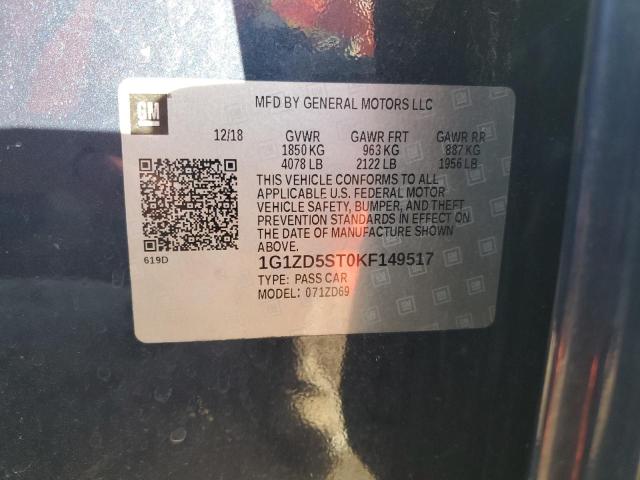 GM
MFD BY GENERAL MOTORS LLC
12/18 GVWR GAWR FRT GAWR RR
1850 KG 963 KG 887 KG
4078 LB 2122 LB 1956 LB
THIS VEHICLE CONFORMS TO ALL
APPLICABLE U.S. FEDERAL MOTOR
VEHICLE SAFETY, BUMPER, AND THEFT
PREVENTION STANDARDS IN EFFECT ON
THE DATE OF MANUFACTURE SHOWN
ABOVE.
619D
1G1ZD5ST0KF149517
TYPE: PASS CAR
MODEL: 071ZD69